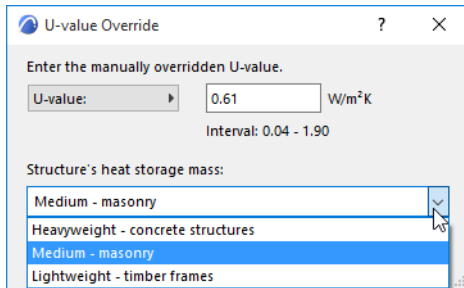 U-value Override
?
Enter the manually overridden U-value.
U-value: 0.61 W/m²K
Interval: 0.04 - 1.90
Structure's heat storage mass:
Medium - masonry
Heavyweight - concrete structures
Medium - masonry
Lightweight - timber frames